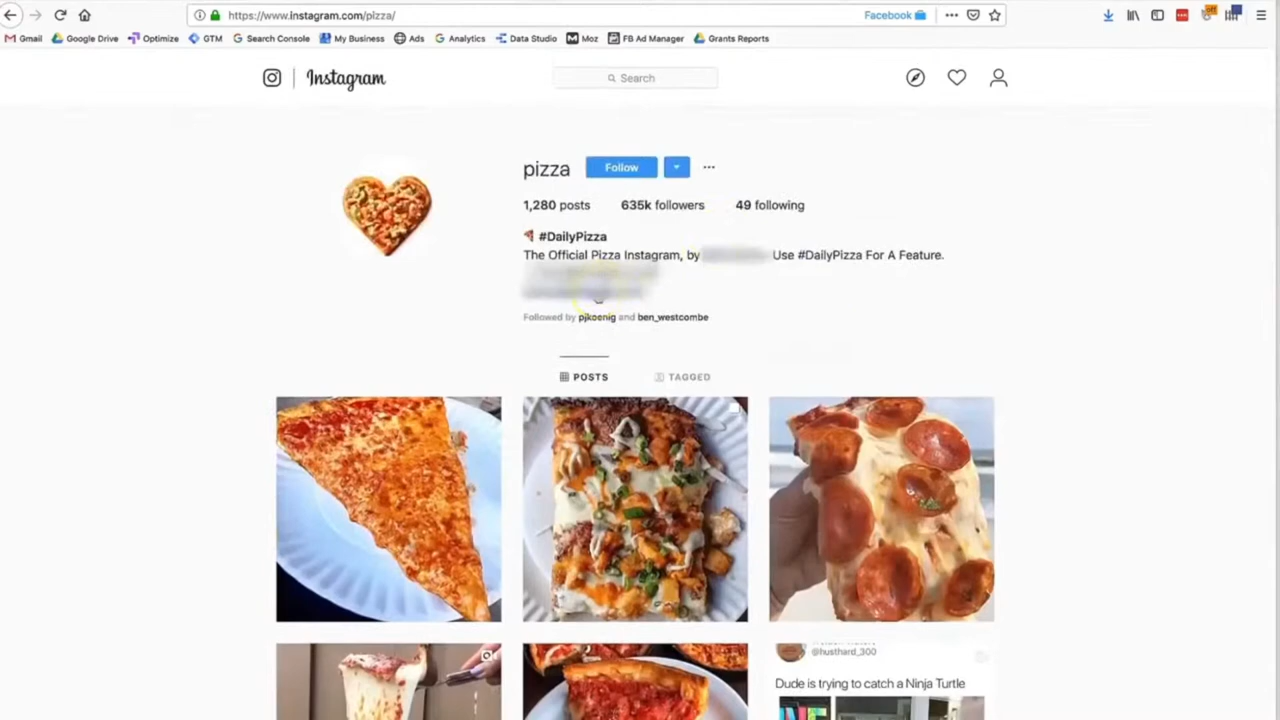 https://www.instagram.com/pizza/
Facebook
Gmail Google Drive Optimize GTM Search Console My Business Ads Analytics Data Studio Moz FB Ad Manager Grants Reports
Instagram
Search
pizza Follow
1,280 posts 635k followers 49 following
#DailyPizza
The Official Pizza Instagram, by Use #DailyPizza For A Feature.
Followed by pjkoenig and ben_westcombe
POSTS TAGGED
@husthard_300
Dude is trying to catch a Ninja Turtle